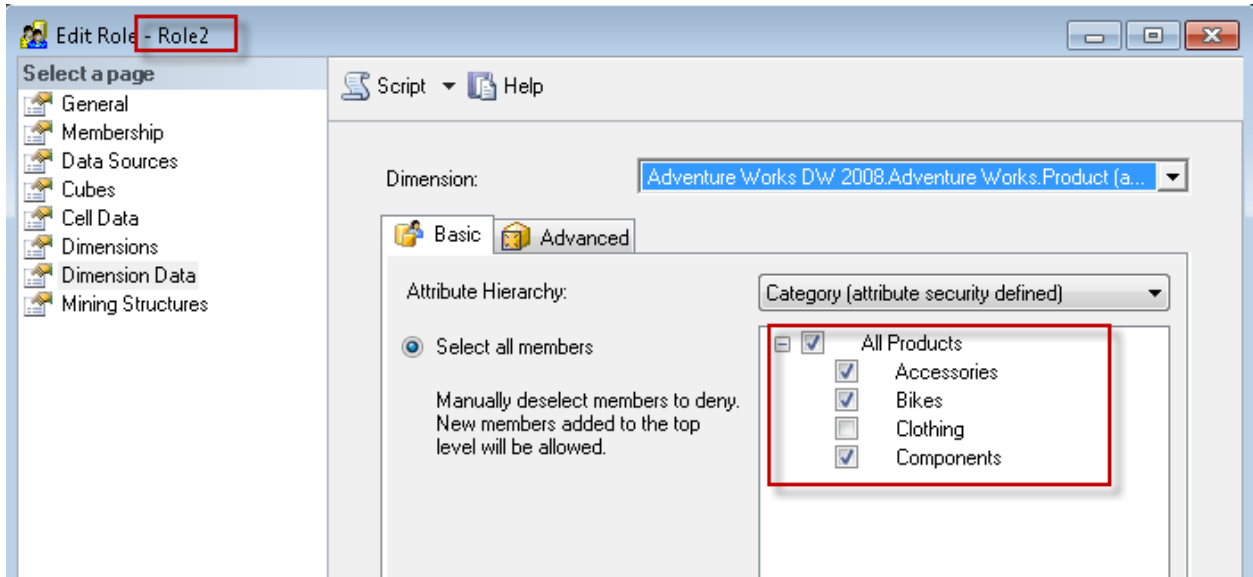 Edit Role - Role2
Select a page
General
Membership
Data Sources
Cubes
Cell Data
Dimensions
Dimension Data
Mining Structures
Script Help
Dimension: Adventure Works DW 2008.Adventure Works.Product (a...
Basic Advanced
Attribute Hierarchy: Category (attribute security defined)
Select all members
Manually deselect members to deny.
New members added to the top
level will be allowed.
All Products
Accessories
Bikes
Clothing
Components